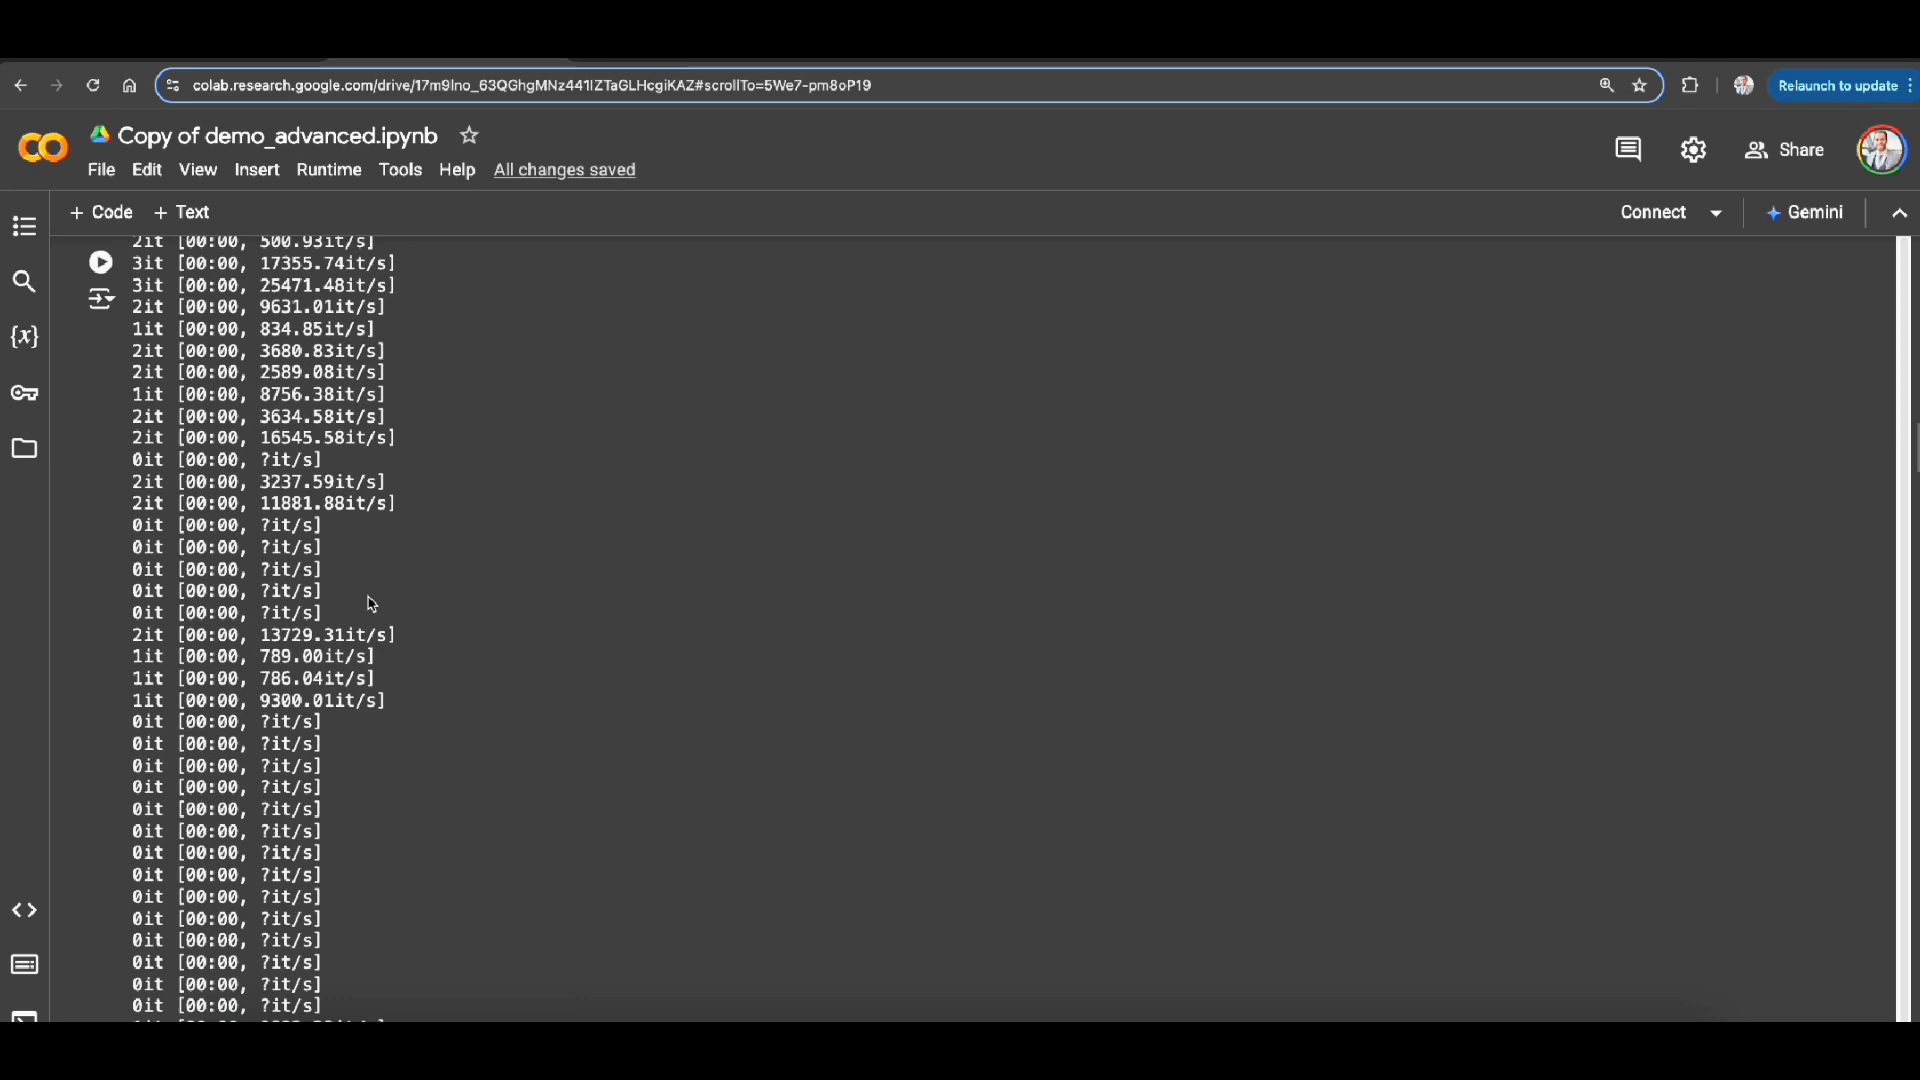 colab.research.google.com/drive/17m9lno_63QGhgMNz441lZTaGLHcgiKAZ#scrollTo=5We7-pm8oP19
Relaunch to update
Copy of demo_advanced.ipynb
File Edit View Insert Runtime Tools Help All changes saved
Share
+ Code + Text
Connect
Gemini
2it [00:00, 500.93it/s]
3it [00:00, 17355.74it/s]
3it [00:00, 25471.48it/s]
2it [00:00, 9631.01it/s]
1it [00:00, 834.85it/s]
2it [00:00, 3680.83it/s]
2it [00:00, 2589.08it/s]
1it [00:00, 8756.38it/s]
2it [00:00, 3634.58it/s]
2it [00:00, 16545.58it/s]
0it [00:00, ?it/s]
2it [00:00, 3237.59it/s]
2it [00:00, 11881.88it/s]
0it [00:00, ?it/s]
0it [00:00, ?it/s]
0it [00:00, ?it/s]
0it [00:00, ?it/s]
0it [00:00, ?it/s]
2it [00:00, 13729.31it/s]
1it [00:00, 789.00it/s]
1it [00:00, 786.04it/s]
1it [00:00, 9300.01it/s]
0it [00:00, ?it/s]
0it [00:00, ?it/s]
0it [00:00, ?it/s]
0it [00:00, ?it/s]
0it [00:00, ?it/s]
0it [00:00, ?it/s]
0it [00:00, ?it/s]
0it [00:00, ?it/s]
0it [00:00, ?it/s]
0it [00:00, ?it/s]
0it [00:00, ?it/s]
0it [00:00, ?it/s]
0it [00:00, ?it/s]
0it [00:00, ?it/s]